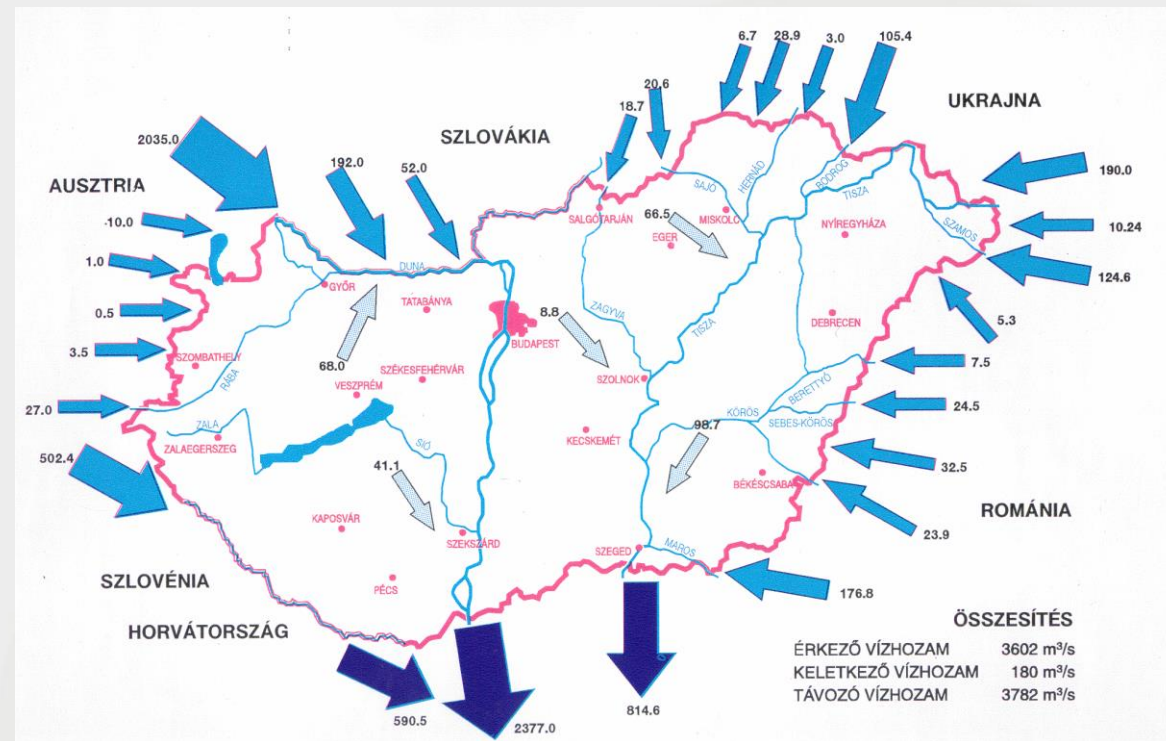 6.7
28.9
3.0
105.4
20.6
18.7
UKRAJNA
SZLOVÁKIA
2035.0
192.0
52.0
190.0
AUSZTRIA
-10.0
10.24
1.0
124.6
0.5
5.3
3.5
7.5
27.0
24.5
502.4
32.5
23.9
ROMÁNIA
176.8
SZLOVÉNIA
HORVÁTORSZÁG
590.5
2377.0
814.6
SAJÓ
HERNÁD
BODROG
TISZA
SZAMOS
SALGÓTARJÁN
66.5
MISKOLC
EGER
NYÍREGYHÁZA
DUNA
GYŐR
TATABÁNYA
BUDAPEST
8.8
ZAGYVA
TISZA
DEBRECEN
SZOMBATHELY
RÁBA
68.0
SZÉKESFEHÉRVÁR
VESZPRÉM
SZOLNOK
BERETTYÓ
KÖRÖS
SEBES-KÖRÖS
ZALA
ZALAEGERSZEG
SIÓ
KECSKEMÉT
98.7
41.1
BÉKÉSCSABA
KAPOSVÁR
SZEKSZÁRD
SZEGED
MAROS
PÉCS
ÖSSZESÍTÉS
ÉRKEZŐ VÍZHOZAM 3602 m³/s
KELETKEZŐ VÍZHOZAM 180 m³/s
TÁVOZÓ VÍZHOZAM 3782 m³/s